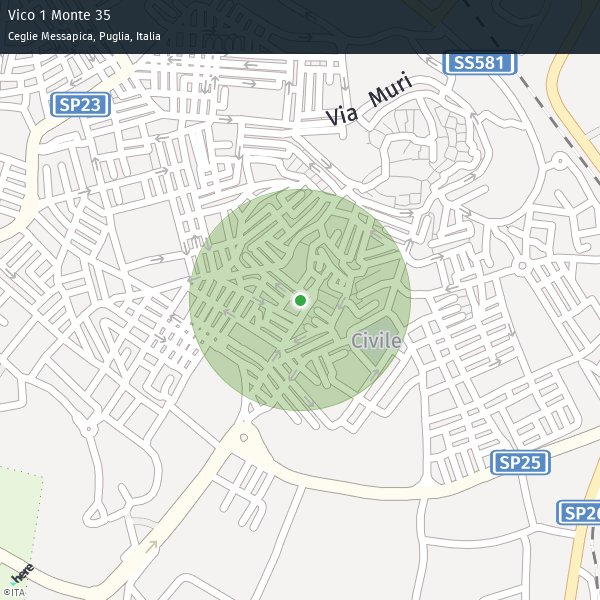 Vico 1 Monte 35
Ceglie Messapica, Puglia, Italia
SS581
SP23
Via Muri
Civile
SP25
SP26
here
©ITA